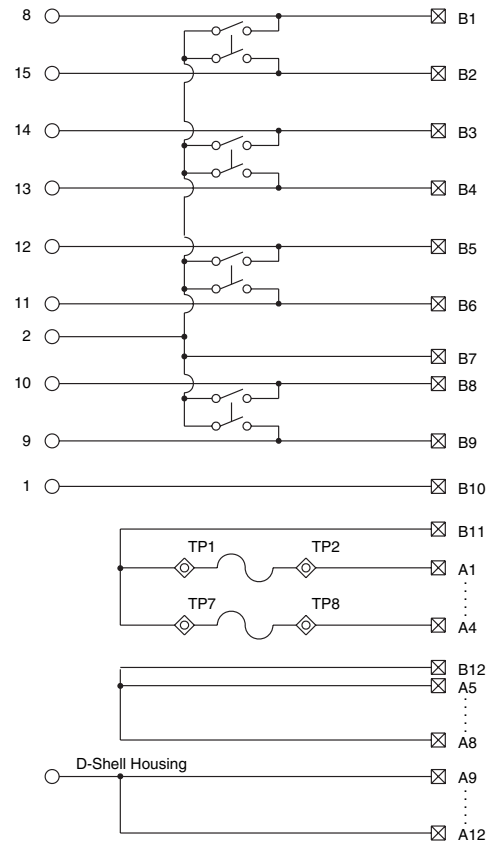 8 B1
15 B2
14 B3
13 B4
12 B5
11 B6
2
B7
10 B8
9 B9
1 B10
B11
TP1 TP2
A1
TP7 TP8
A4
B12
A5
A8
D-Shell Housing
A9
A12